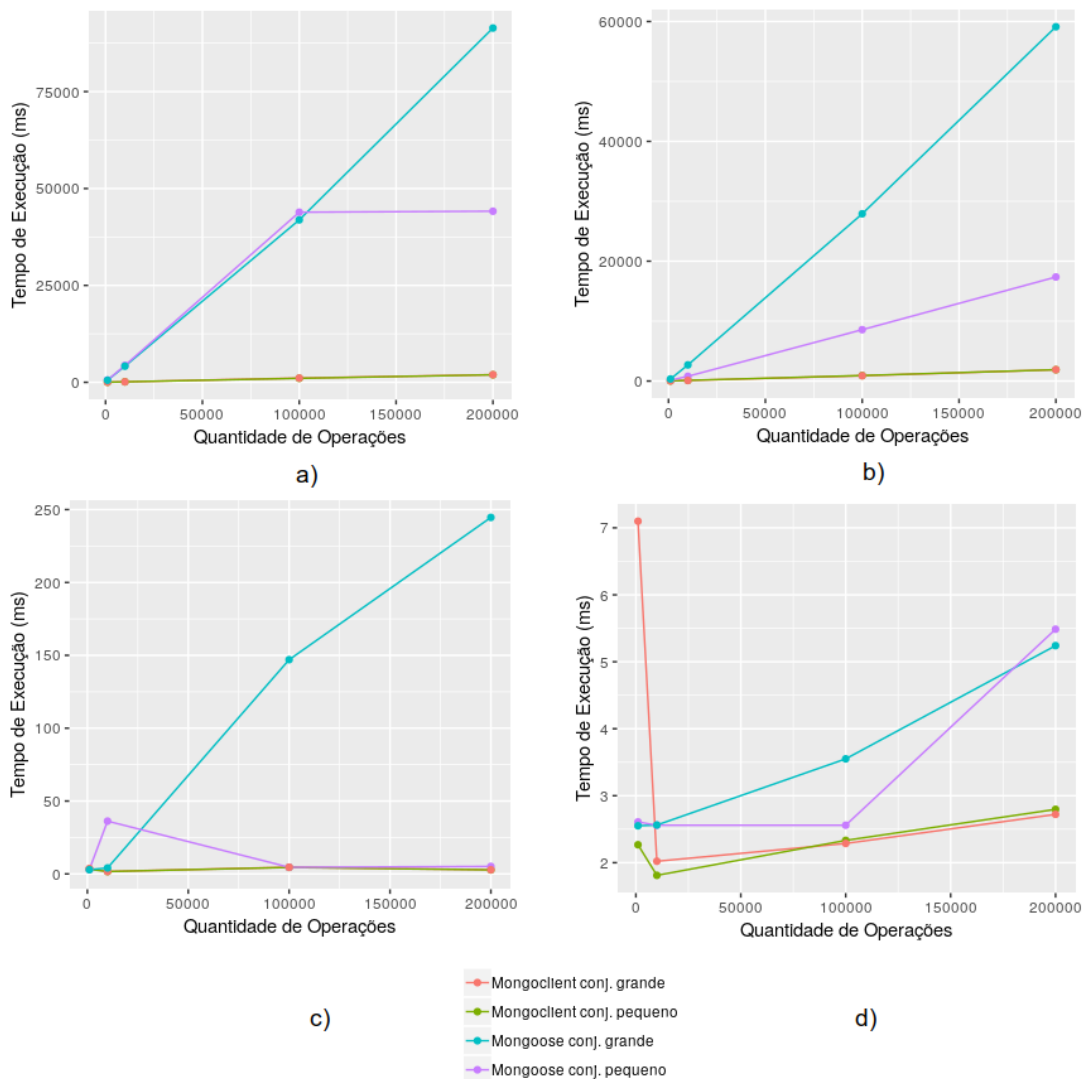 75000
50000
25000
0
Tempo de Execução (ms)
0
50000
100000
150000
200000
Quantidade de Operações
a)
60000
40000
20000
0
Tempo de Execução (ms)
50000
100000
150000
200000
Quantidade de Operações
b)
250
200
150
100
50
0
Tempo de Execução (ms)
0
50000
100000
150000
200000
Quantidade de Operações
c)
7
6
5
4
3
2
Tempo de Execução (ms)
0
50000
100000
150000
200000
Quantidade de Operações
d)
Mongoclient conj. grande
Mongoclient conj. pequeno
Mongoose conj. grande
Mongoose conj. pequeno